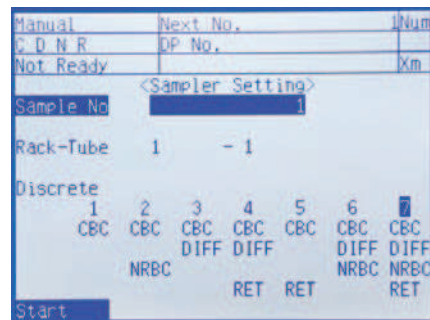 Manual Next No. 1 Num
C D N R DP No.
Not Ready Xm
<Sampler Setting>
Sample No 1
Rack-Tube 1 - 1
Discrete
1 2 3 4 5 6 7
CBC CBC CBC CBC CBC CBC CBC
DIFF DIFF DIFF DIFF
NRBC NRBC NRBC
RET RET RET
Start